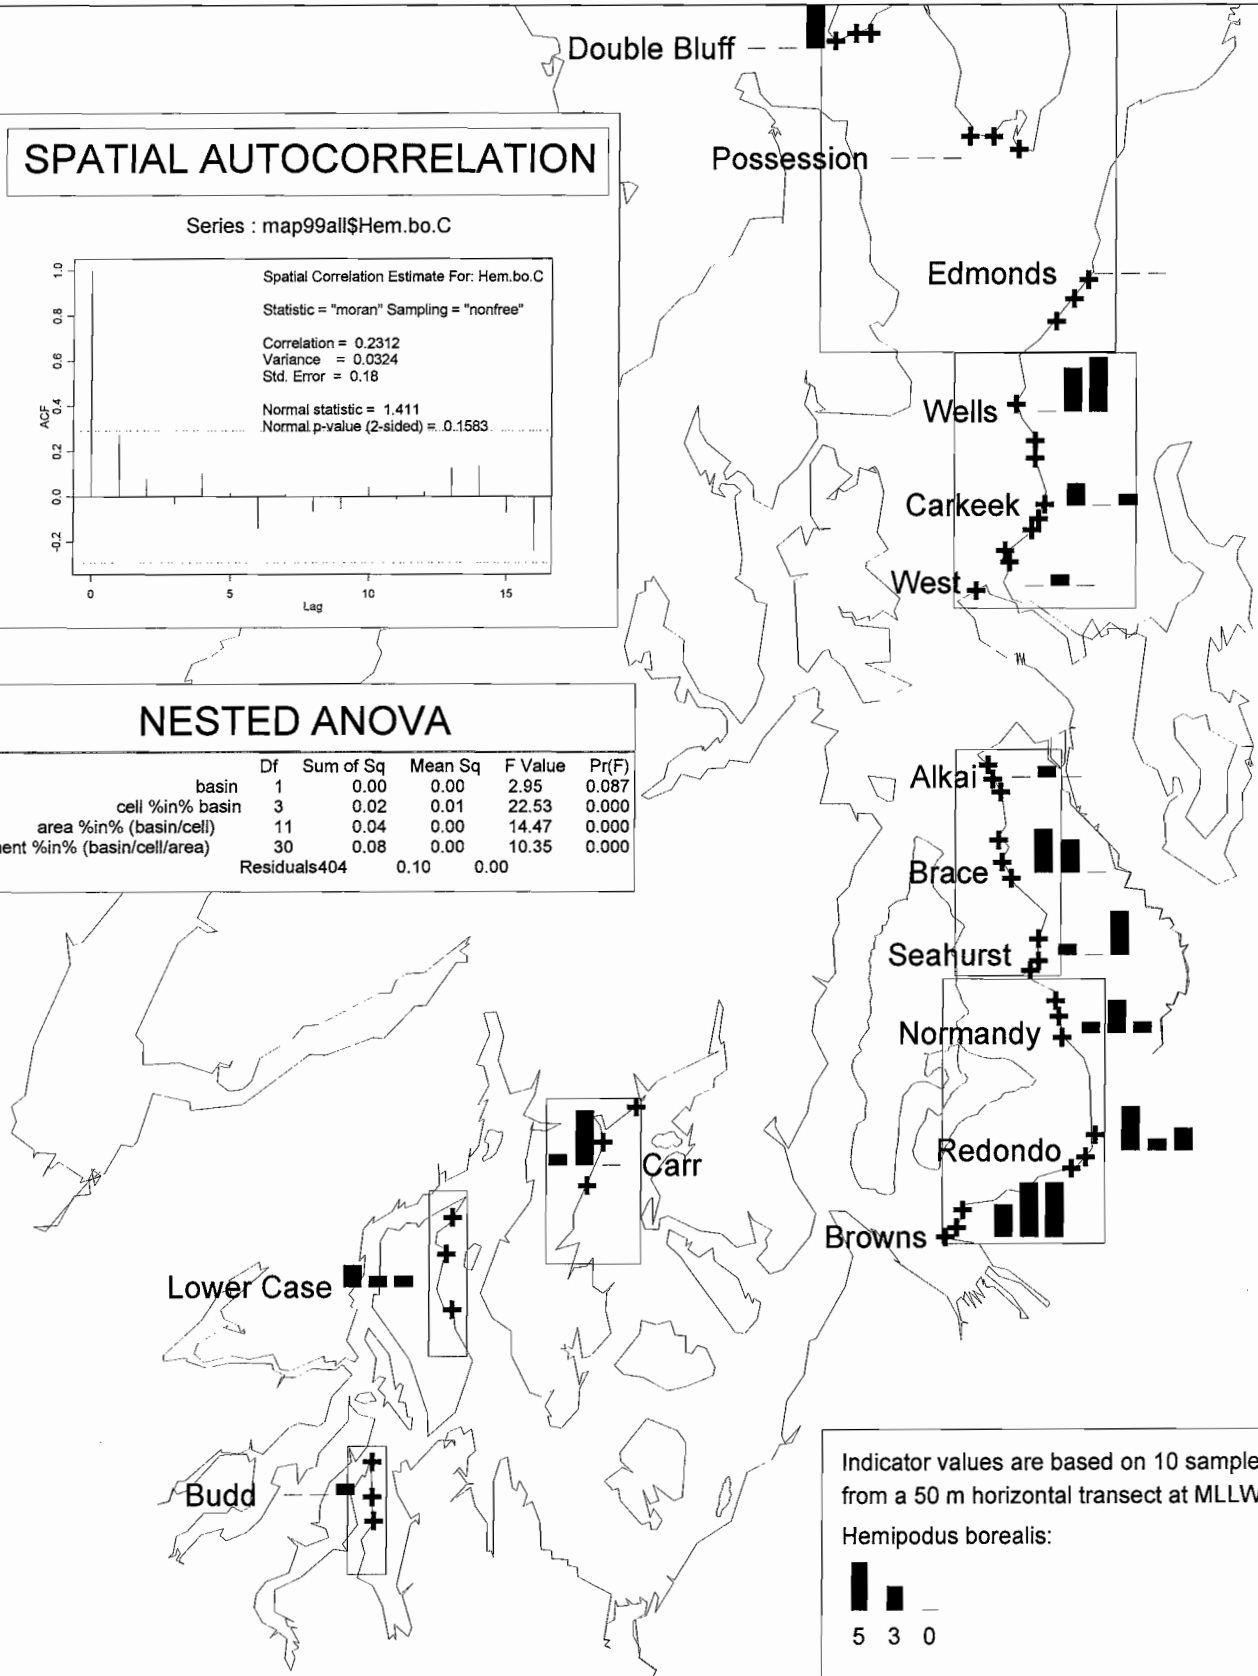 Double Bluff
SPATIAL AUTOCORRELATION
Possession
Series : map99all$Hem.bo.C
Spatial Correlation Estimate For: Hem.bo.C
Statistic = "moran" Sampling = "nonfree"
Correlation = 0.2312
Variance = 0.0324
Std. Error = 0.18
Normal statistic = 1.411
Normal p-value (2-sided) = 0.1583
ACF
1.0
0.8
0.6
0.4
0.2
0.0
-0.2
0 5 10 15
Lag
Edmonds
Wells
Carkeek
West
NESTED ANOVA
Df Sum of Sq Mean Sq F Value Pr(F)
basin 1 0.00 0.00 2.95 0.087
cell %in% basin 3 0.02 0.01 22.53 0.000
area %in% (basin/cell) 11 0.04 0.00 14.47 0.000
ent %in% (basin/cell/area) 30 0.08 0.00 10.35 0.000
Residuals404 0.10 0.00
Alkai
Brace
Seahurst
Normandy
Redondo
Carr
Browns
Lower Case
Budd
Indicator values are based on 10 sample
from a 50 m horizontal transect at MLLW
Hemipodus borealis:
5 3 0